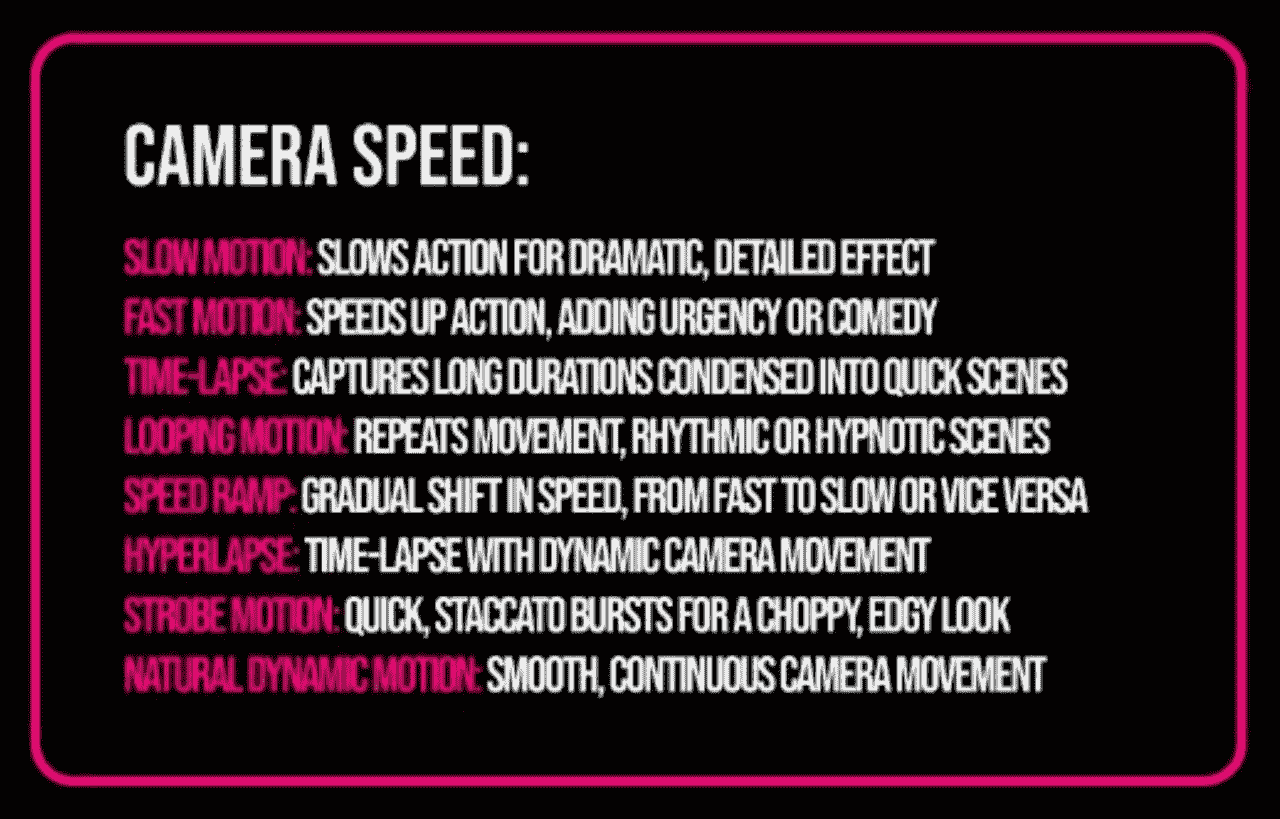 CAMERA SPEED:
SLOW MOTION: SLOWS ACTION FOR DRAMATIC, DETAILED EFFECT
FAST MOTION: SPEEDS UP ACTION, ADDING URGENCY OR COMEDY
TIME-LAPSE: CAPTURES LONG DURATIONS CONDENSED INTO QUICK SCENES
LOOPING MOTION: REPEATS MOVEMENT, RHYTHMIC OR HYPNOTIC SCENES
SPEED RAMP: GRADUAL SHIFT IN SPEED, FROM FAST TO SLOW OR VICE VERSA
HYPERLAPSE: TIME-LAPSE WITH DYNAMIC CAMERA MOVEMENT
STROBE MOTION: QUICK, STACCATO BURSTS FOR A CHOPPY, EDGY LOOK
NATURAL DYNAMIC MOTION: SMOOTH, CONTINUOUS CAMERA MOVEMENT